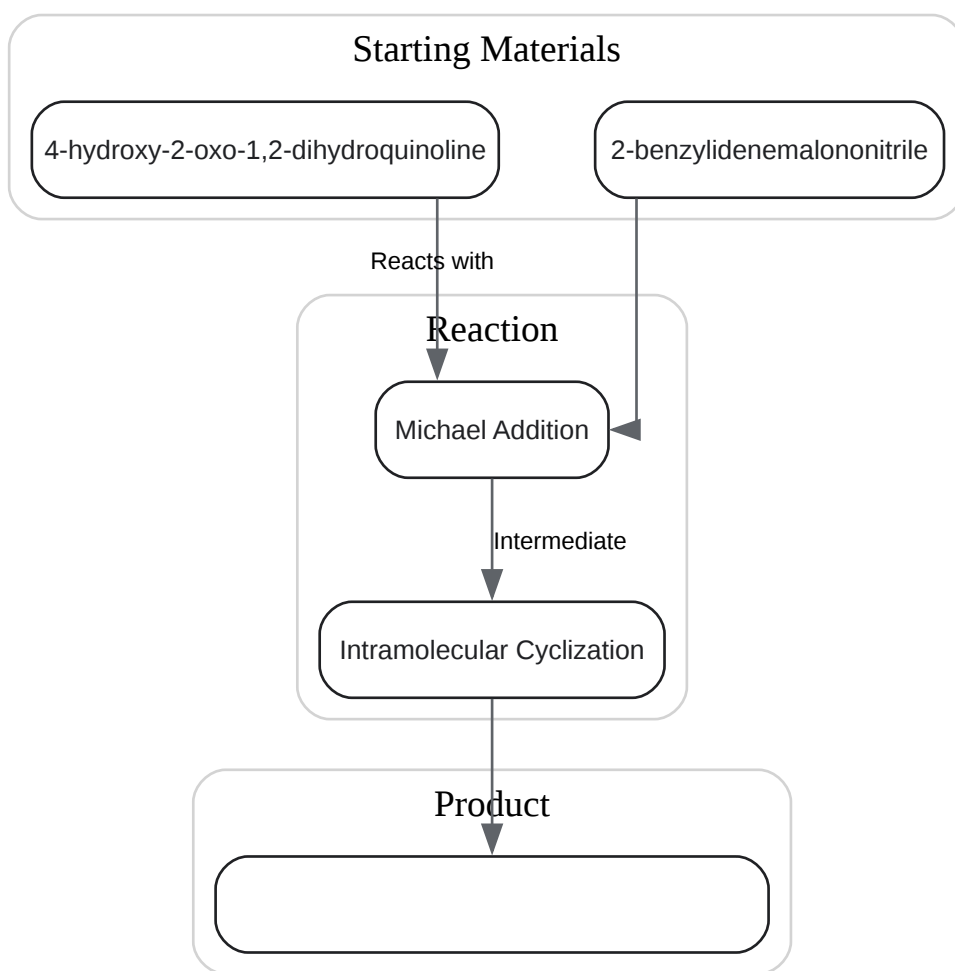 Starting Materials
4-hydroxy-2-oxo-1,2-dihydroquinoline
2-benzylidenemalononitrile
Reacts with
Reaction
Michael Addition
Intermediate
Intramolecular Cyclization
Product